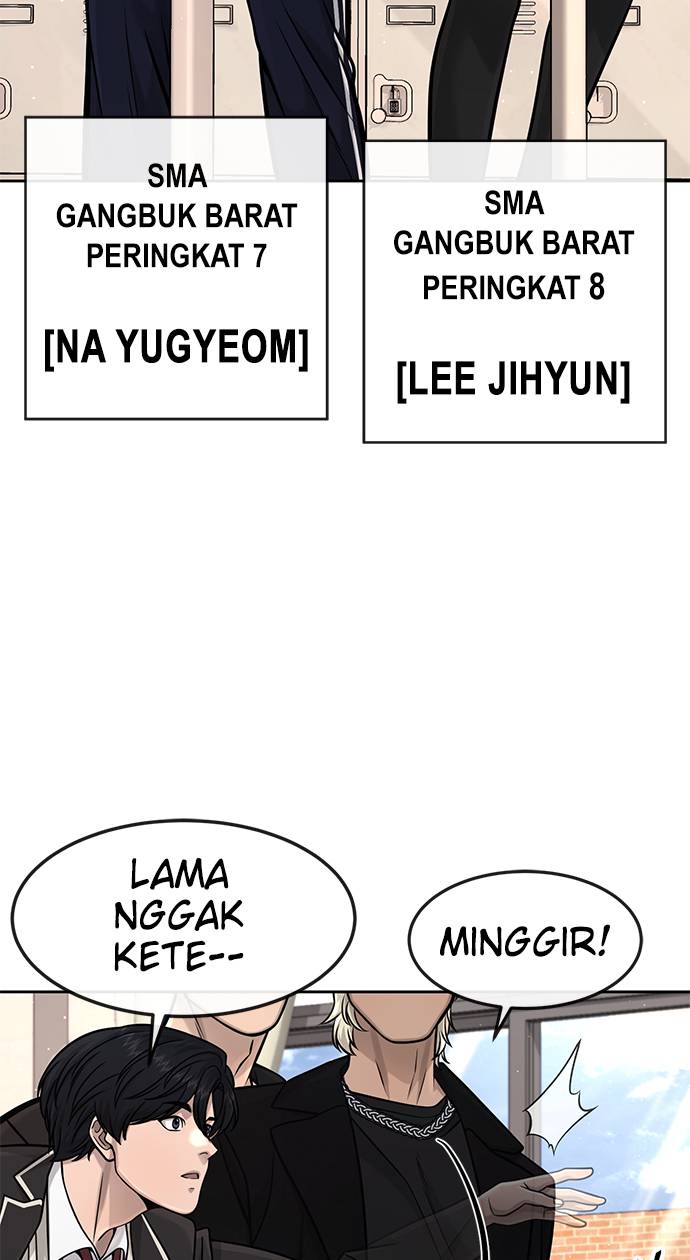 SMA
GANGBUK BARAT
PERINGKAT 7
[NA YUGYEOM]
SMA
GANGBUK BARAT
PERINGKAT 8
[LEE JIHYUN]
LAMA
NGGAK
KETE--
MINGGIR!